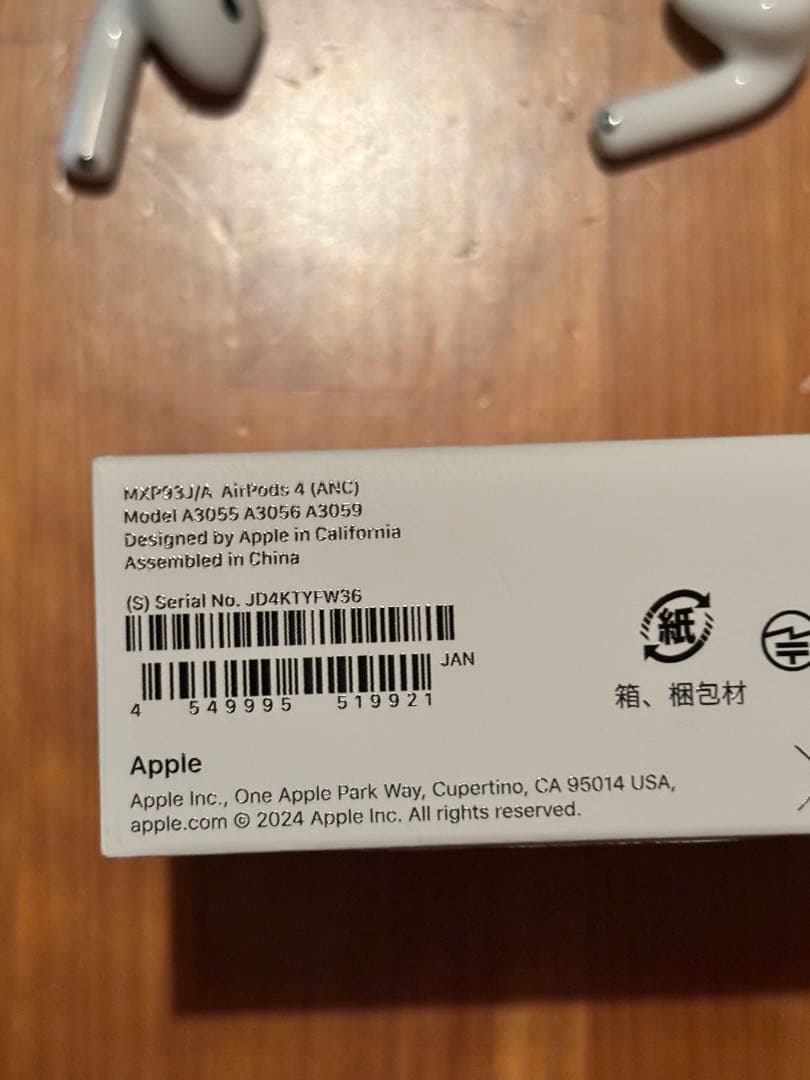 MXP93J/A AirPods 4 (ANC)
Model A3055 A3056 A3059
Designed by Apple in California
Assembled in China
(S) Serial No. JD4KTYFW36
JAN
4 549995 519921
紙
箱、梱包材
Apple
Apple Inc., One Apple Park Way, Cupertino, CA 95014 USA,
apple.com © 2024 Apple Inc. All rights reserved.